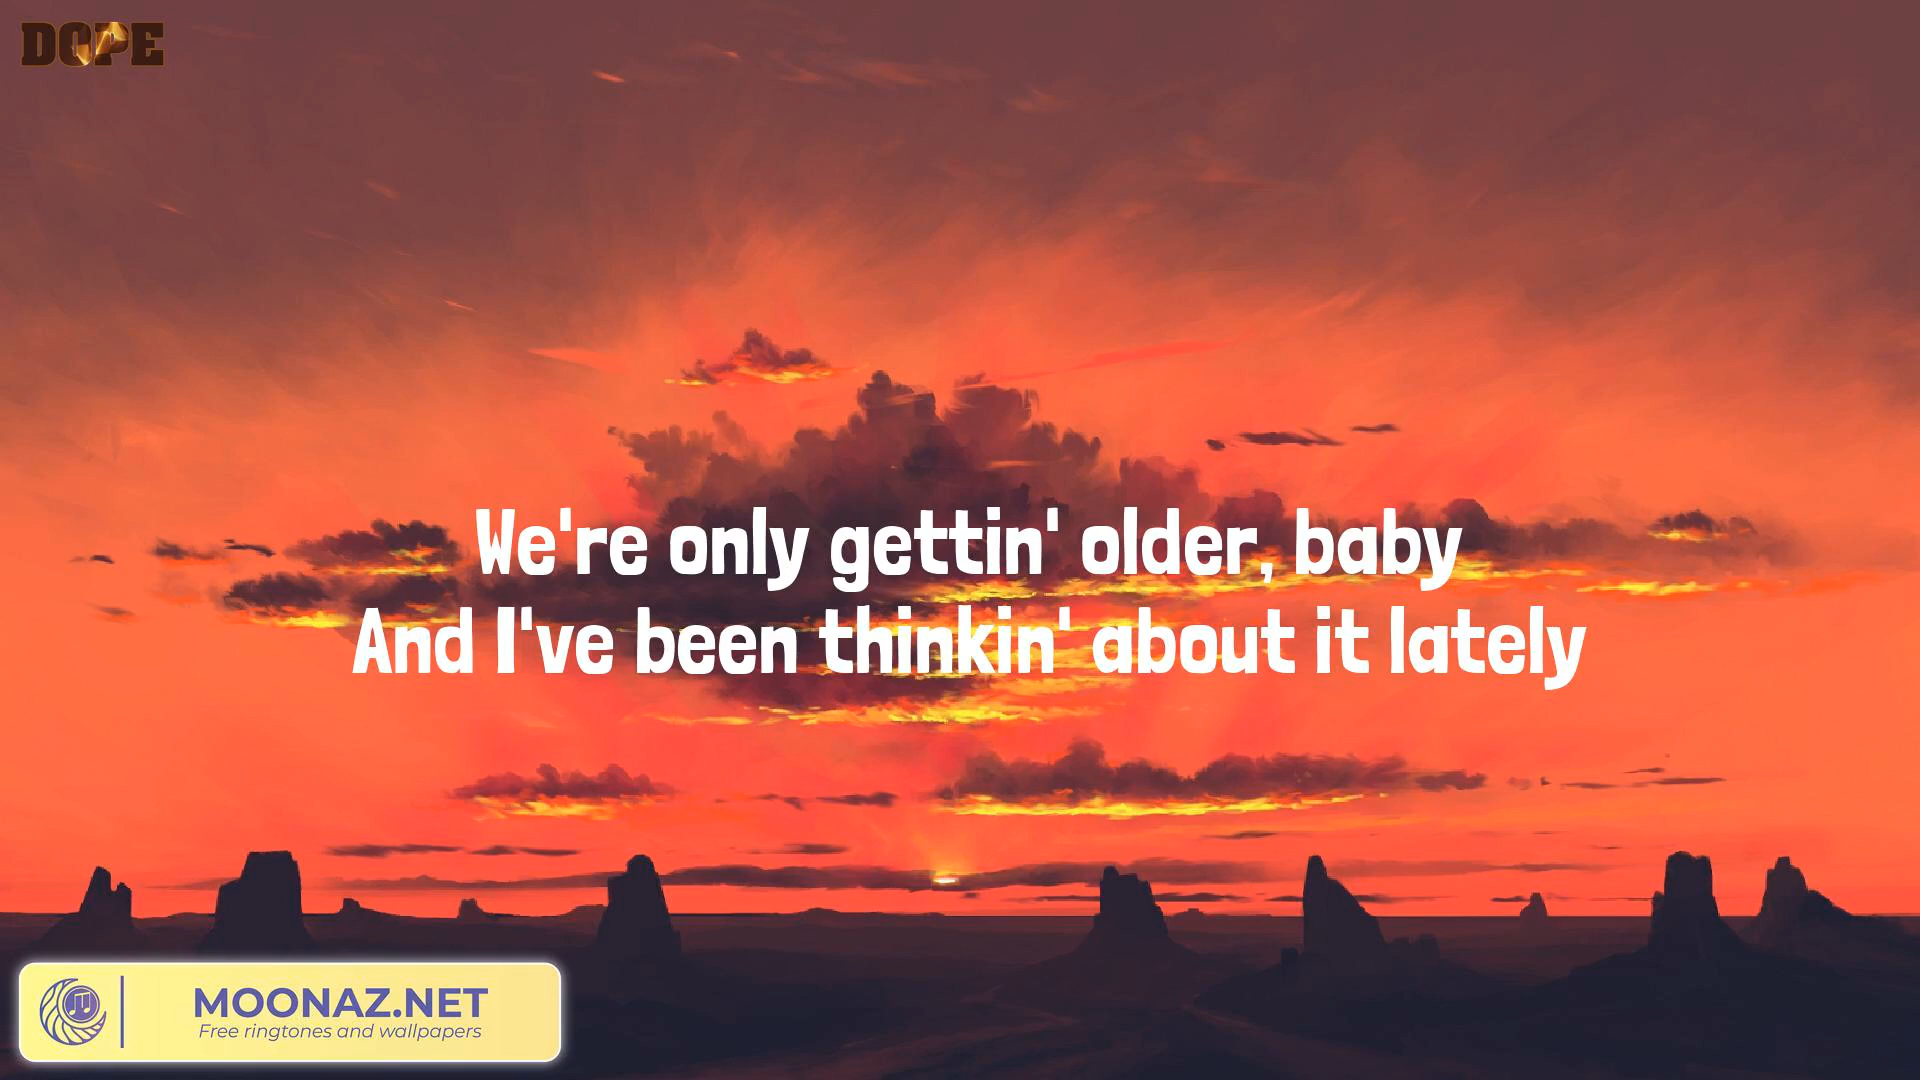 DOPE
We're only gettin' older, baby
And I've been thinkin' about it lately
MOONAZ.NET
Free ringtones and wallpapers